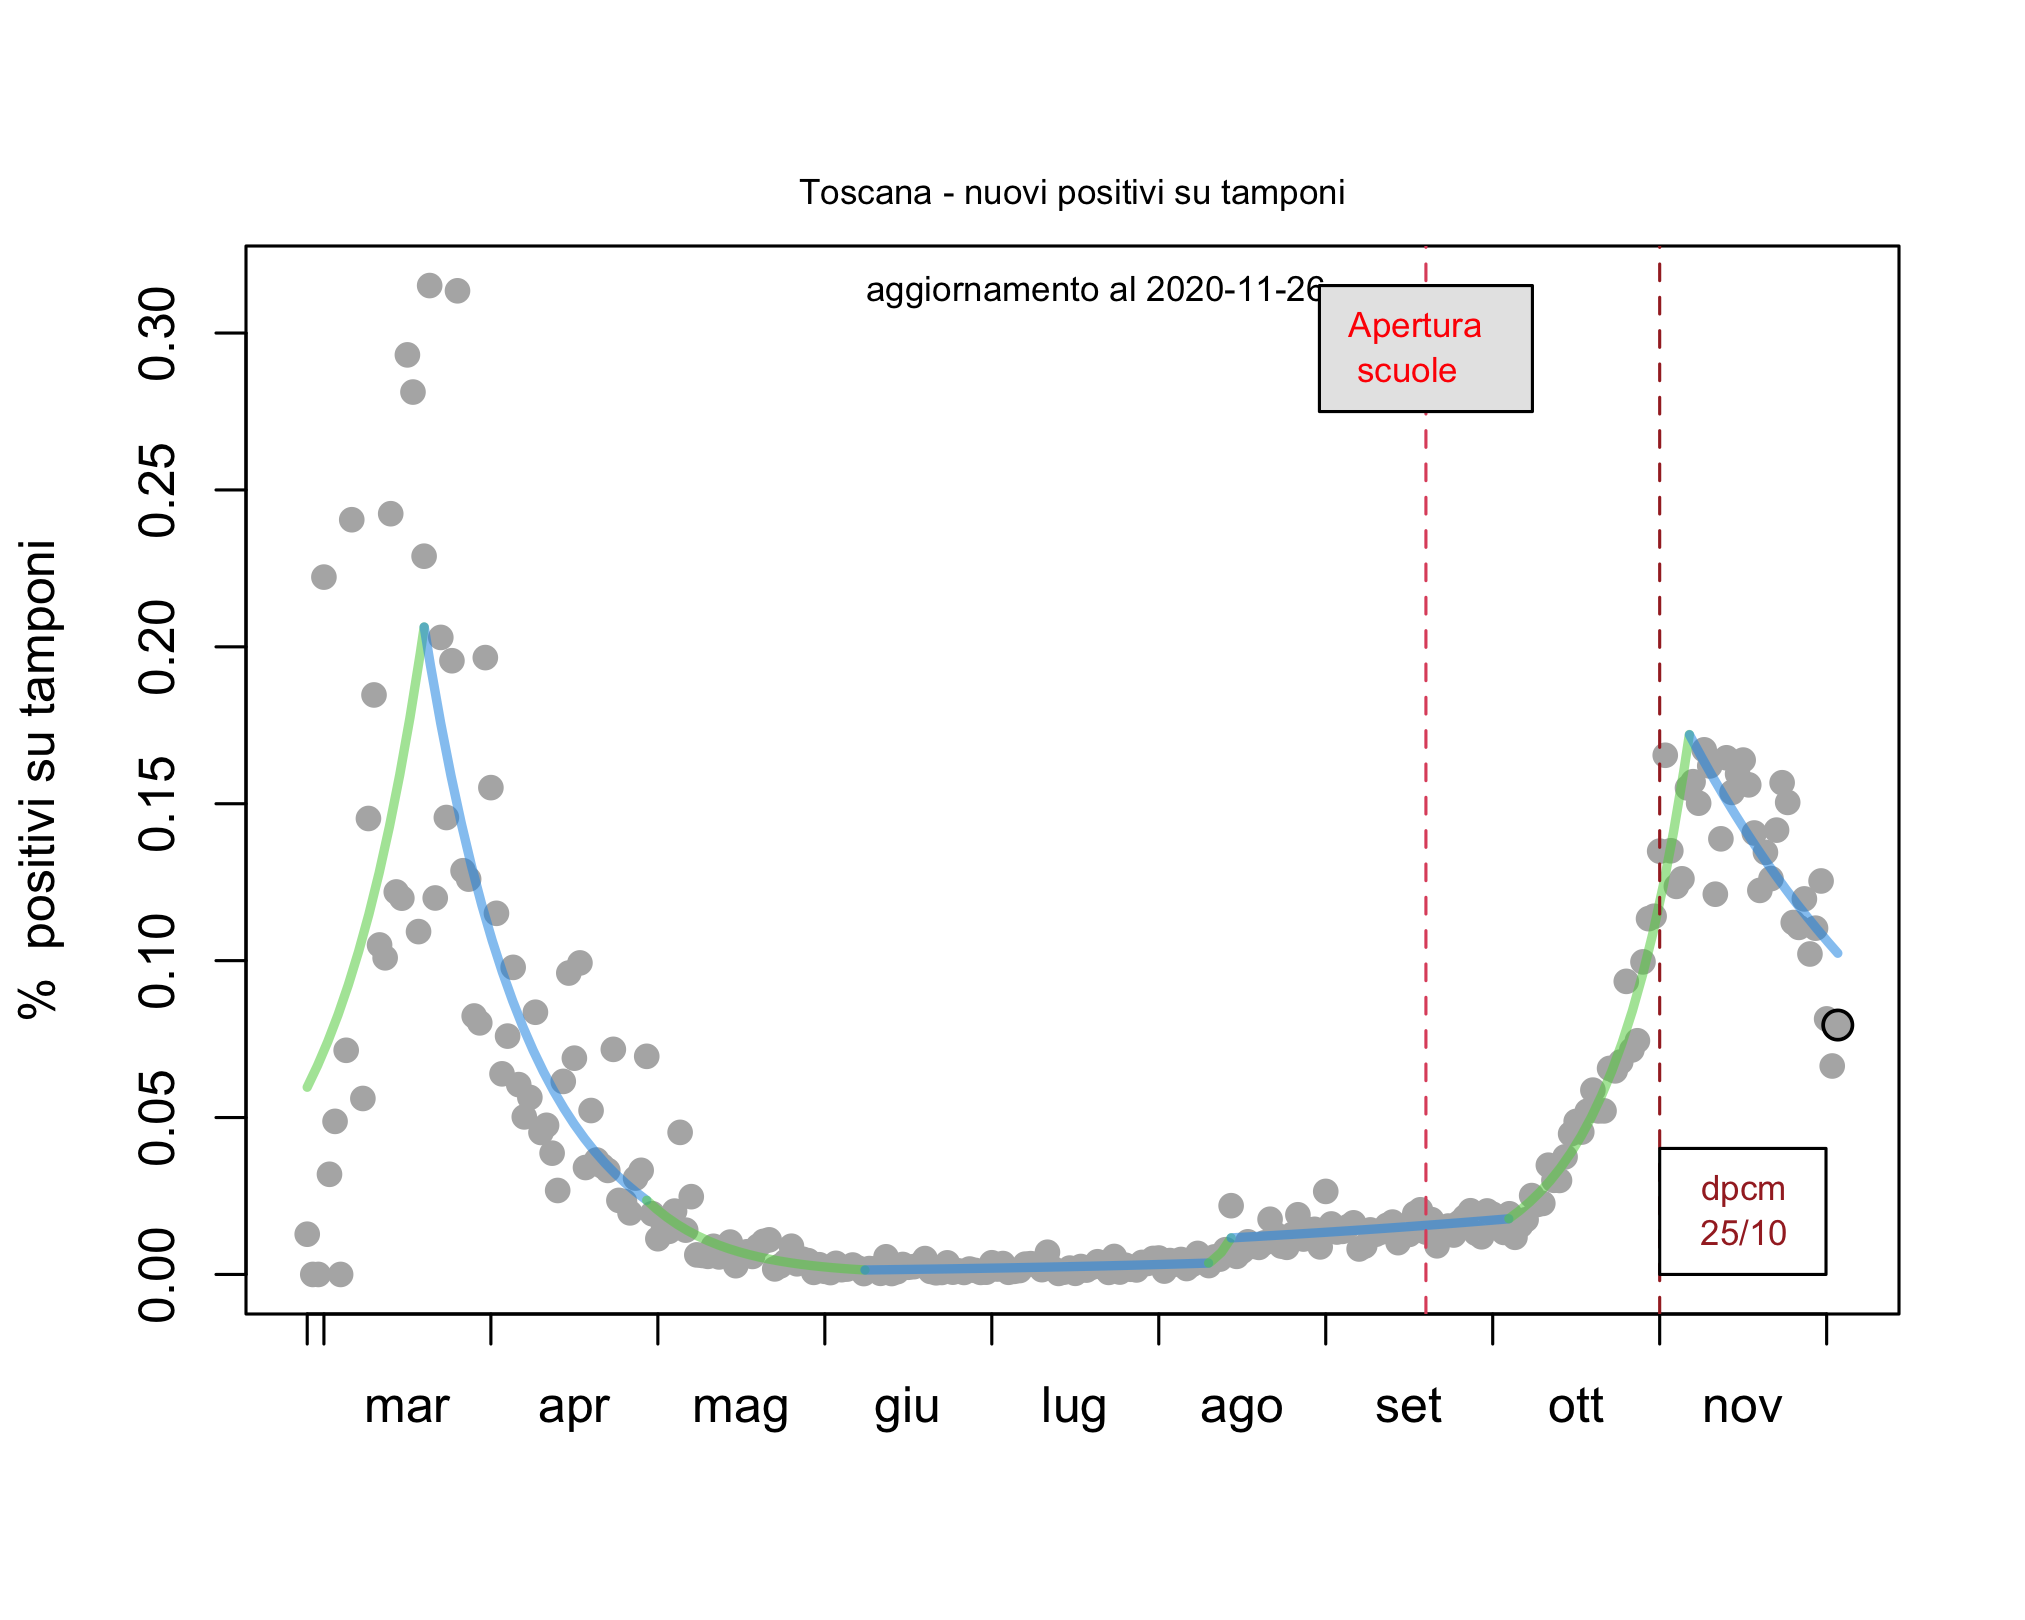 Toscana - nuovi positivi su tamponi
aggiornamento al 2020-11-26
Apertura
scuole
% positivi su tamponi
0.30
0.25
0.20
0.15
0.10
0.05
0.00
dpcm
25/10
mar apr mag giu lug ago set ott nov